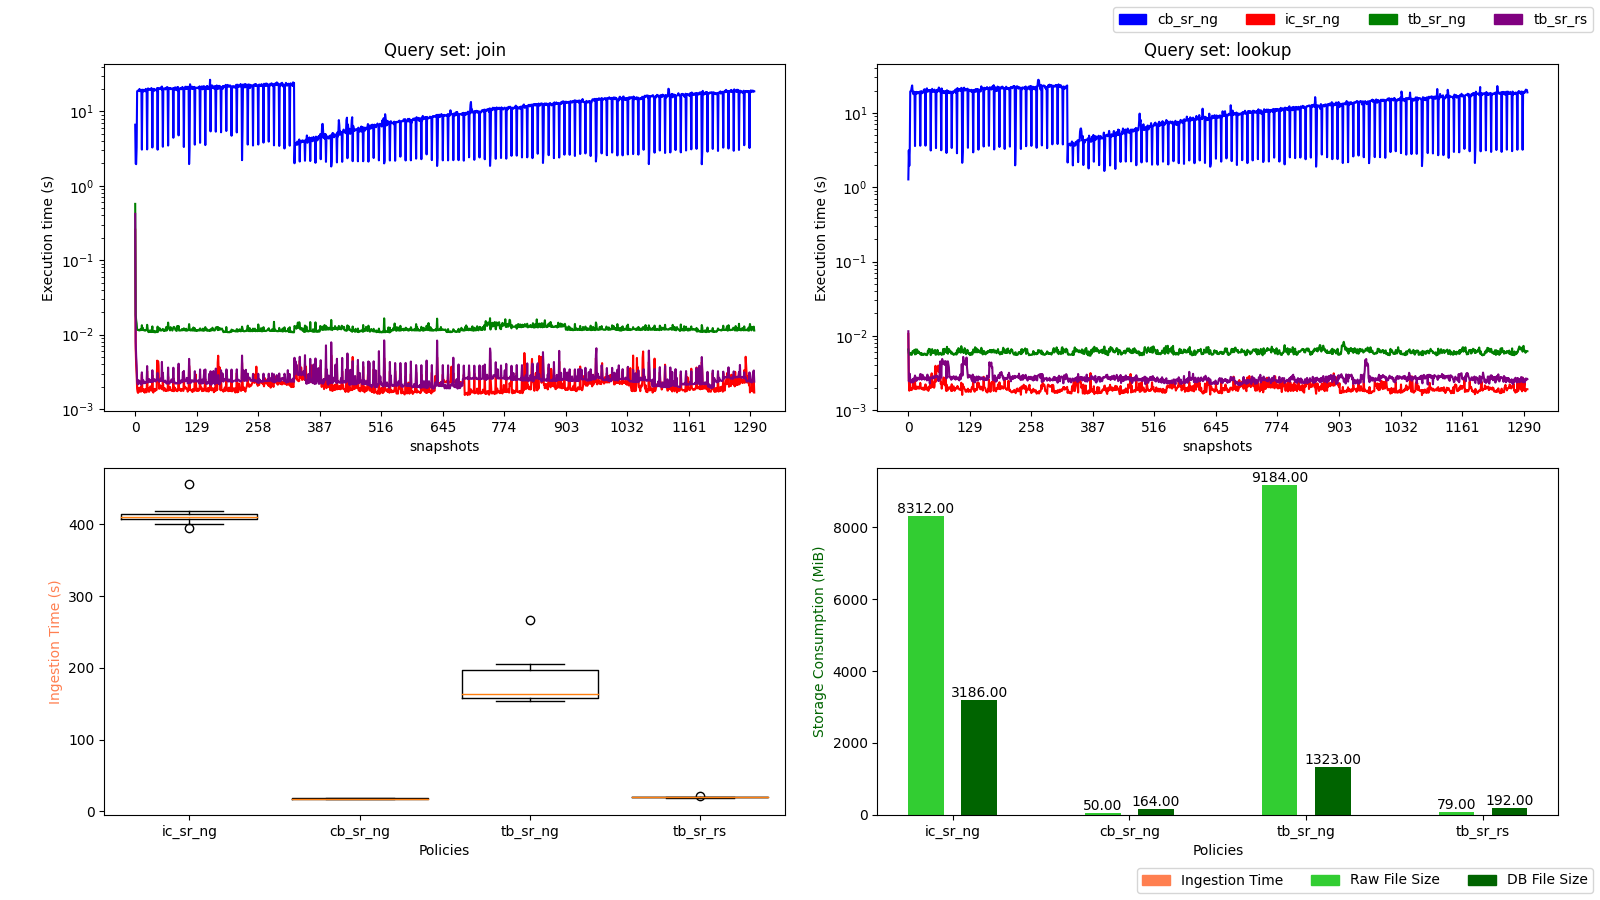 cb_sr_ng ic_sr_ng tb_sr_ng tb_sr_rs
Query set: join
Execution time (s)
10^1
10^0
10^-1
10^-2
10^-3
0 129 258 387 516 645 774 903 1032 1161 1290
snapshots
Query set: lookup
Execution time (s)
10^1
10^0
10^-1
10^-2
10^-3
0 129 258 387 516 645 774 903 1032 1161 1290
snapshots
Ingestion Time (s)
400
300
200
100
0
ic_sr_ng cb_sr_ng tb_sr_ng tb_sr_rs
Policies
Storage Consumption (MiB)
8000
6000
4000
2000
0
8312.00
3186.00
50.00
164.00
9184.00
1323.00
79.00
192.00
ic_sr_ng cb_sr_ng tb_sr_ng tb_sr_rs
Policies
Ingestion Time Raw File Size DB File Size